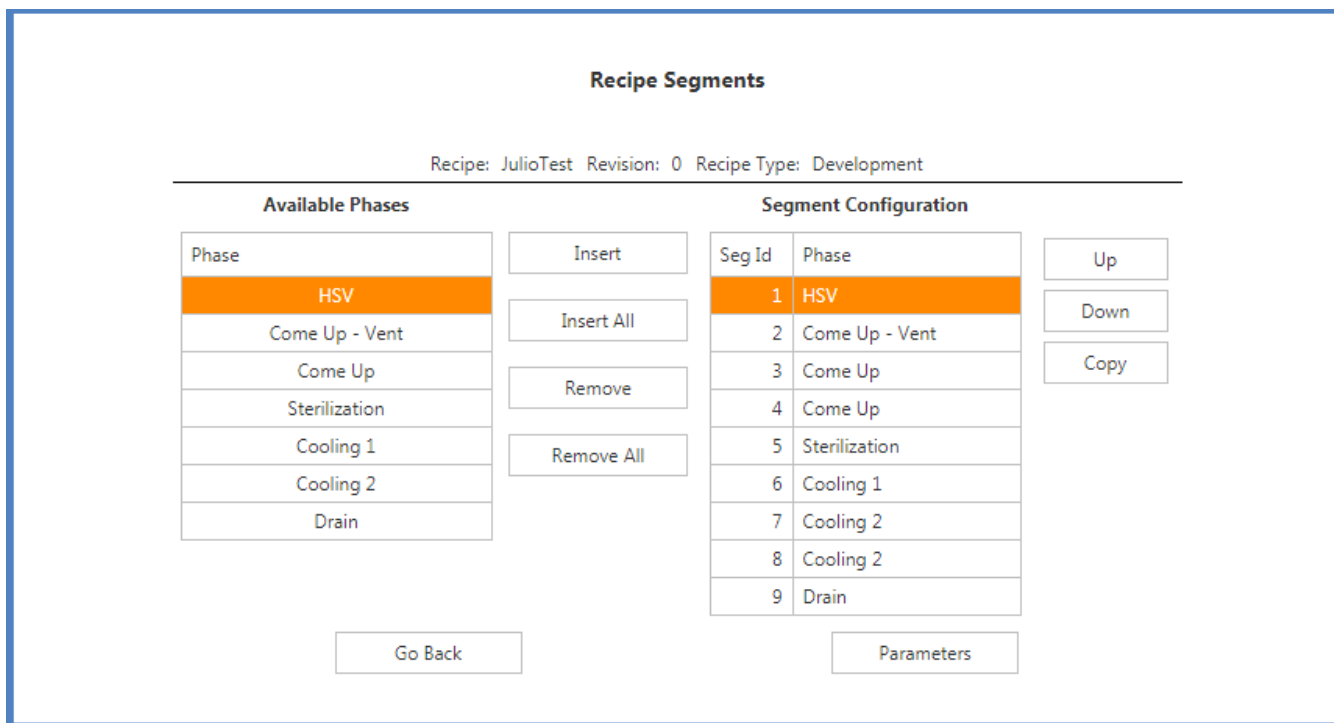 Recipe Segments
Recipe: JulioTest Revision: 0 Recipe Type: Development
Available Phases
Phase
HSV
Come Up - Vent
Come Up
Sterilization
Cooling 1
Cooling 2
Drain
Insert
Insert All
Remove
Remove All
Segment Configuration
Seg Id Phase
1 HSV
2 Come Up - Vent
3 Come Up
4 Come Up
5 Sterilization
6 Cooling 1
7 Cooling 2
8 Cooling 2
9 Drain
Up
Down
Copy
Go Back
Parameters